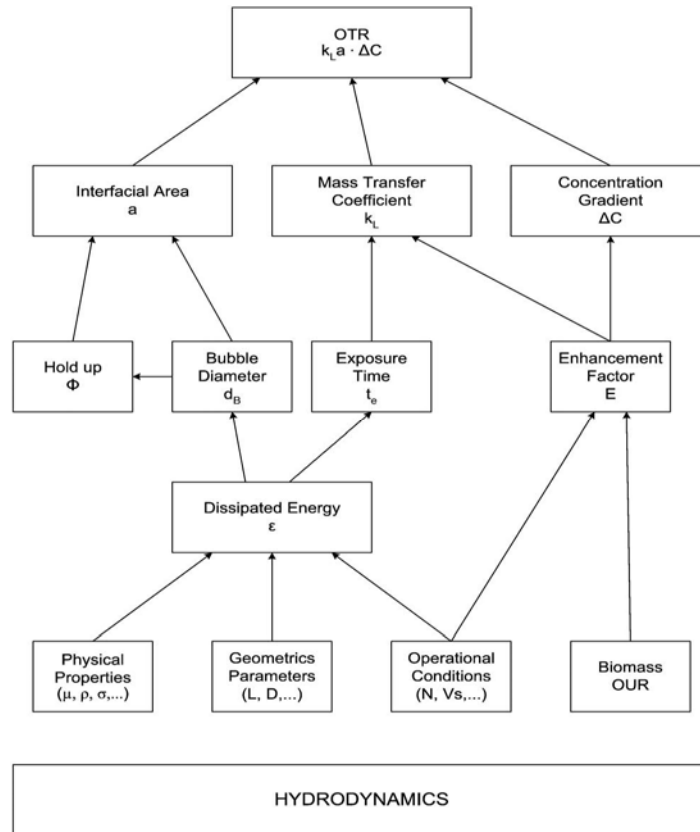 OTR
kLa · ΔC
Interfacial Area
a
Mass Transfer
Coefficient
kL
Concentration
Gradient
ΔC
Hold up
Φ
Bubble
Diameter
dB
Exposure
Time
te
Enhancement
Factor
E
Dissipated Energy
ε
Physical
Properties
(μ, ρ, σ,...)
Geometrics
Parameters
(L, D,...)
Operational
Conditions
(N, Vs,...)
Biomass
OUR
HYDRODYNAMICS